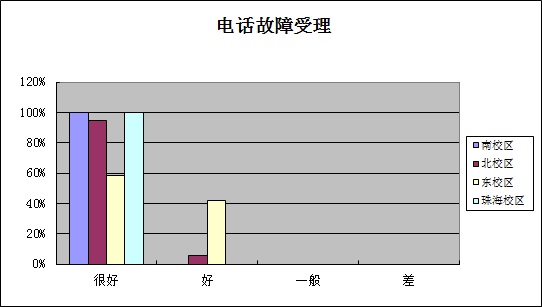 电话故障受理
120%
100%
80%
60%
40%
20%
0%
很好 好 一般 差
南校区
北校区
东校区
珠海校区